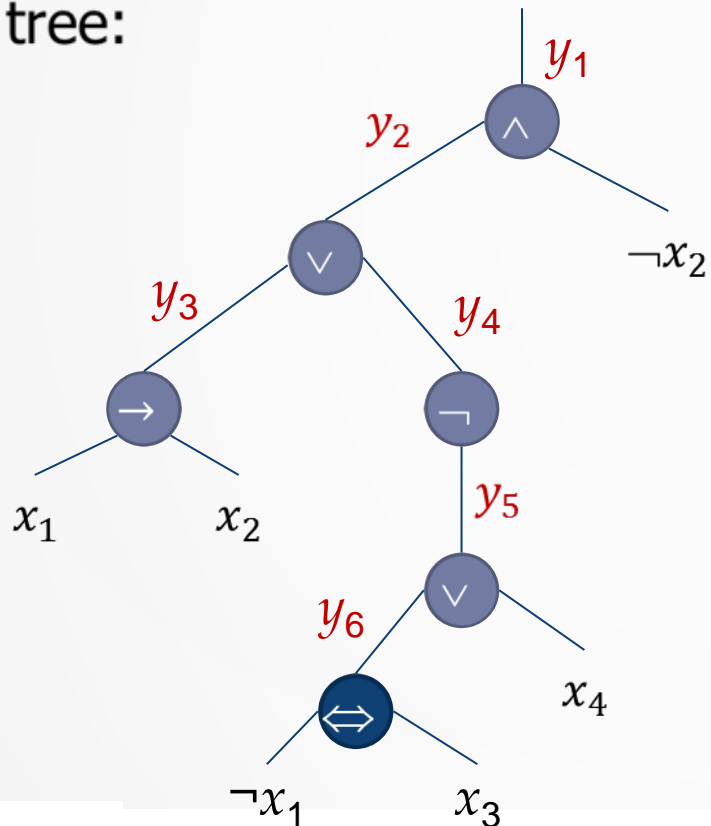 tree:
y₁
∧
y₂
¬x₂
∨
y₃
y₄
→
¬
x₁
x₂
y₅
∨
y₆
x₄
⇔
¬x₁
x₃